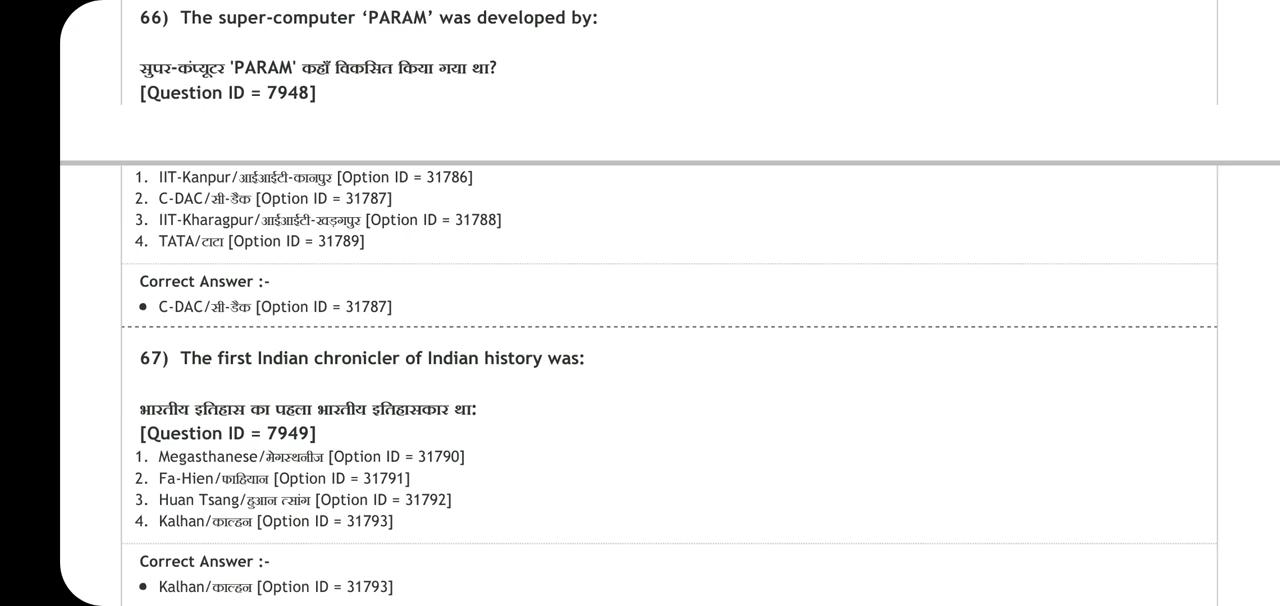 66) The super-computer ‘PARAM’ was developed by:
सुपर-कंप्यूटर 'PARAM' कहाँ विकसित किया गया था?
[Question ID = 7948]
1. IIT-Kanpur/आईआईटी-कानपुर [Option ID = 31786]
2. C-DAC/सी-डैक [Option ID = 31787]
3. IIT-Kharagpur/आईआईटी-खड़गपुर [Option ID = 31788]
4. TATA/टाटा [Option ID = 31789]
Correct Answer :-
• C-DAC/सी-डैक [Option ID = 31787]
67) The first Indian chronicler of Indian history was:
भारतीय इतिहास का पहला भारतीय इतिहासकार था:
[Question ID = 7949]
1. Megasthanese/मेगस्थनीज [Option ID = 31790]
2. Fa-Hien/फाहियान [Option ID = 31791]
3. Huan Tsang/हुआन त्सांग [Option ID = 31792]
4. Kalhan/काल्हन [Option ID = 31793]
Correct Answer :-
• Kalhan/काल्हन [Option ID = 31793]